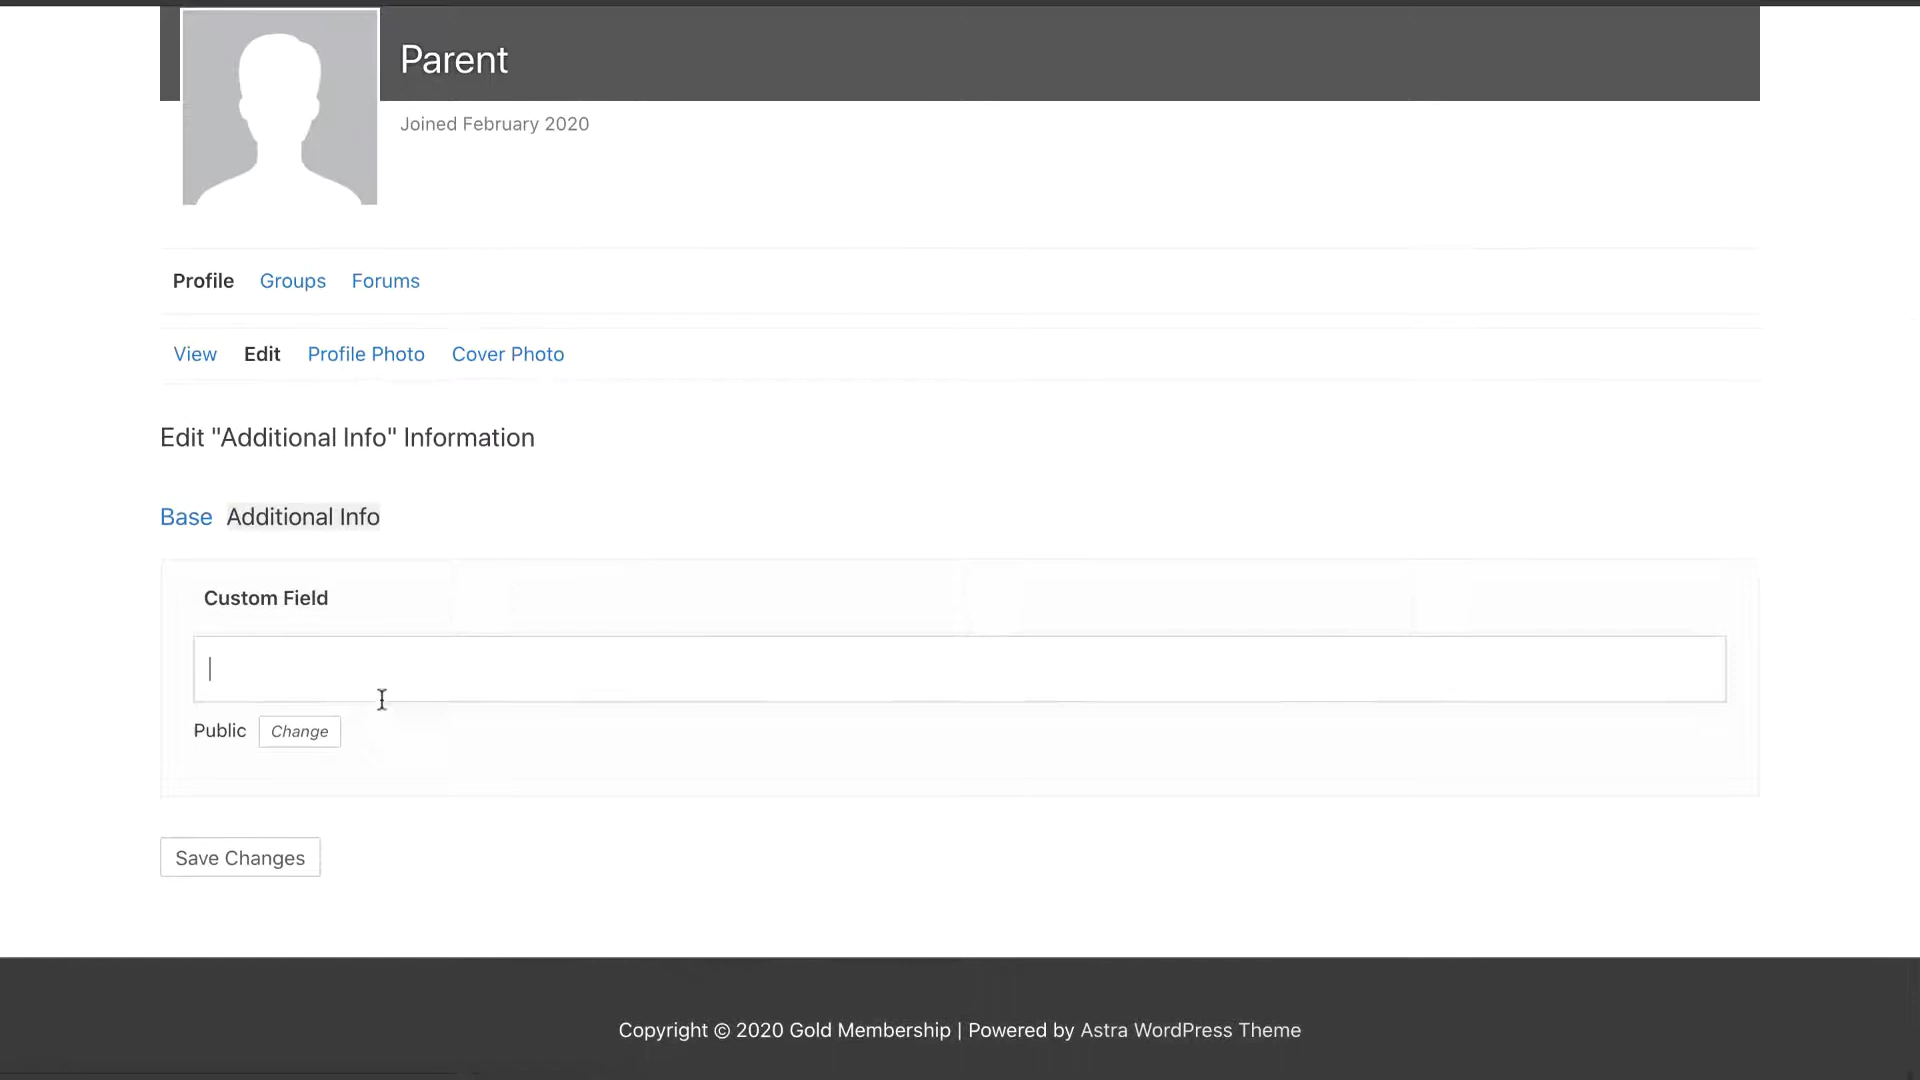 Parent
Joined February 2020
Profile Groups Forums
View Edit Profile Photo Cover Photo
Edit "Additional Info" Information
Base Additional Info
Custom Field
Public Change
Save Changes
Copyright © 2020 Gold Membership | Powered by Astra WordPress Theme